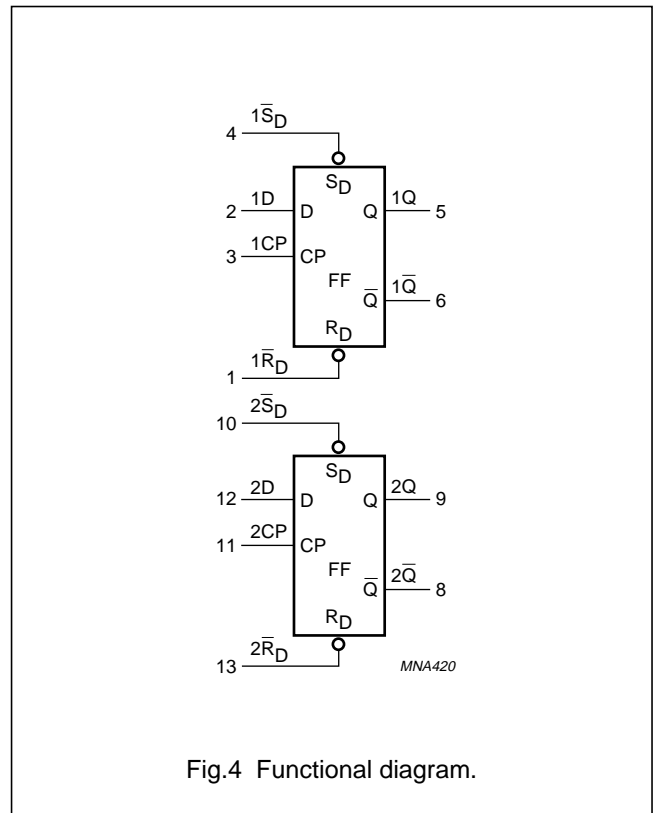 1S̅D
4
SD
1D
1Q
2 D Q 5
1CP
3 CP
FF
1Q̅
Q̅ 6
RD
1R̅D
1
2S̅D
10
SD
2D
2Q
12 D Q 9
2CP
11 CP
FF
2Q̅
Q̅ 8
RD
2R̅D
13
MNA420
Fig.4 Functional diagram.